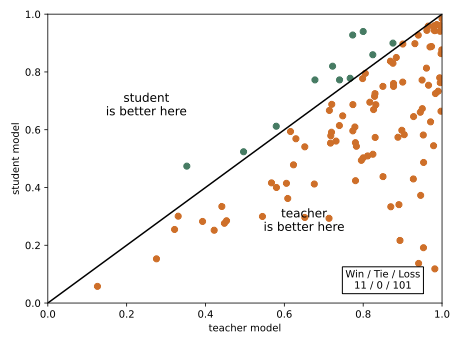 1.0
0.8
0.6
0.4
0.2
0.0
student model
student
is better here
teacher
is better here
Win / Tie / Loss
11 / 0 / 101
0.0 0.2 0.4 0.6 0.8 1.0
teacher model